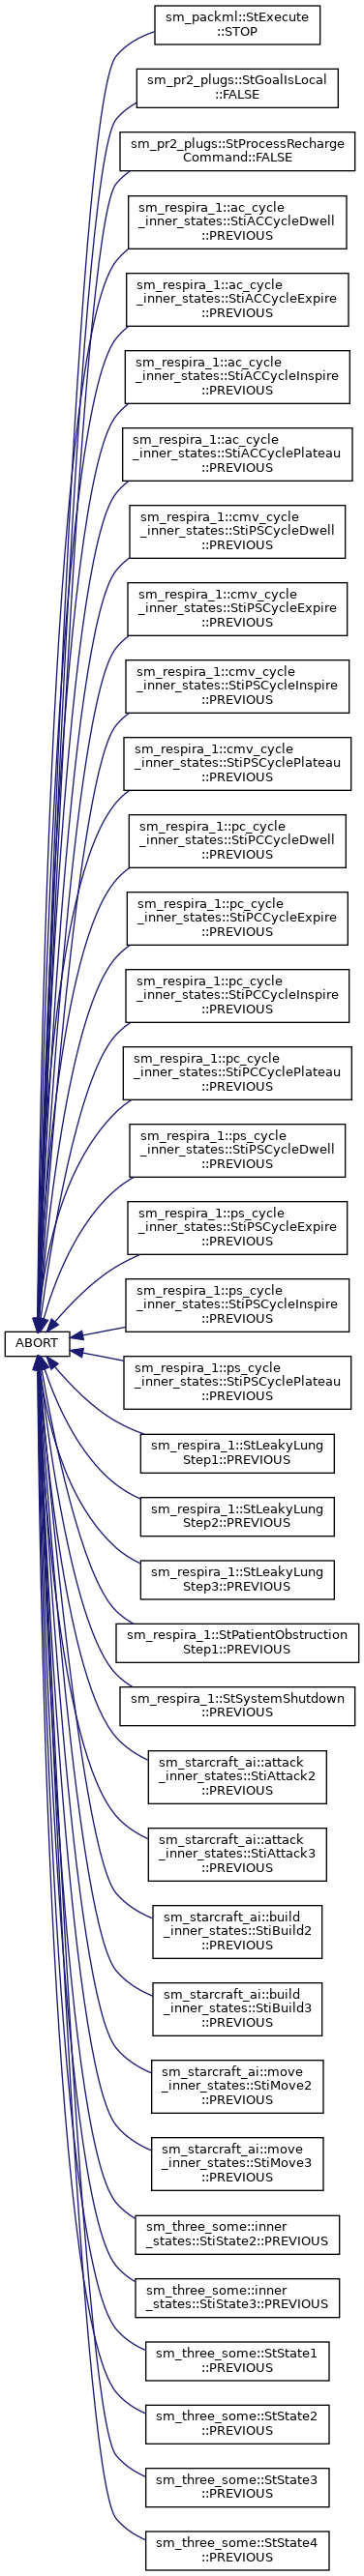 sm_packml::StExecute
::STOP
sm_pr2_plugs::StGoalIsLocal
::FALSE
sm_pr2_plugs::StProcessRecharge
Command::FALSE
sm_respira_1::ac_cycle
_inner_states::StiACCycleDwell
::PREVIOUS
sm_respira_1::ac_cycle
_inner_states::StiACCycleExpire
::PREVIOUS
sm_respira_1::ac_cycle
_inner_states::StiACCycleInspire
::PREVIOUS
sm_respira_1::ac_cycle
_inner_states::StiACCyclePlateau
::PREVIOUS
sm_respira_1::cmv_cycle
_inner_states::StiPSCycleDwell
::PREVIOUS
sm_respira_1::cmv_cycle
_inner_states::StiPSCycleExpire
::PREVIOUS
sm_respira_1::cmv_cycle
_inner_states::StiPSCycleInspire
::PREVIOUS
sm_respira_1::cmv_cycle
_inner_states::StiPSCyclePlateau
::PREVIOUS
sm_respira_1::pc_cycle
_inner_states::StiPCCycleDwell
::PREVIOUS
sm_respira_1::pc_cycle
_inner_states::StiPCCycleExpire
::PREVIOUS
sm_respira_1::pc_cycle
_inner_states::StiPCCycleInspire
::PREVIOUS
sm_respira_1::pc_cycle
_inner_states::StiPCCyclePlateau
::PREVIOUS
sm_respira_1::ps_cycle
_inner_states::StiPSCycleDwell
::PREVIOUS
sm_respira_1::ps_cycle
_inner_states::StiPSCycleExpire
::PREVIOUS
sm_respira_1::ps_cycle
_inner_states::StiPSCycleInspire
::PREVIOUS
ABORT
sm_respira_1::ps_cycle
_inner_states::StiPSCyclePlateau
::PREVIOUS
sm_respira_1::StLeakyLung
Step1::PREVIOUS
sm_respira_1::StLeakyLung
Step2::PREVIOUS
sm_respira_1::StLeakyLung
Step3::PREVIOUS
sm_respira_1::StPatientObstruction
Step1::PREVIOUS
sm_respira_1::StSystemShutdown
::PREVIOUS
sm_starcraft_ai::attack
_inner_states::StiAttack2
::PREVIOUS
sm_starcraft_ai::attack
_inner_states::StiAttack3
::PREVIOUS
sm_starcraft_ai::build
_inner_states::StiBuild2
::PREVIOUS
sm_starcraft_ai::build
_inner_states::StiBuild3
::PREVIOUS
sm_starcraft_ai::move
_inner_states::StiMove2
::PREVIOUS
sm_starcraft_ai::move
_inner_states::StiMove3
::PREVIOUS
sm_three_some::inner
_states::StiState2::PREVIOUS
sm_three_some::inner
_states::StiState3::PREVIOUS
sm_three_some::StState1
::PREVIOUS
sm_three_some::StState2
::PREVIOUS
sm_three_some::StState3
::PREVIOUS
sm_three_some::StState4
::PREVIOUS